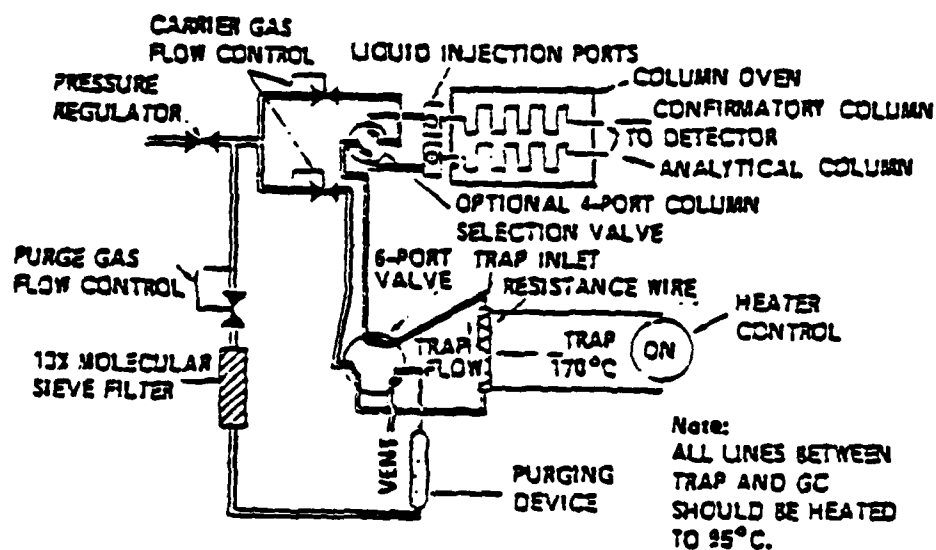 CARRIER GAS
FLOW CONTROL
LIQUID INJECTION PORTS
PRESSURE
REGULATOR
COLUMN OVEN
CONFIRMATORY COLUMN
TO DETECTOR
ANALYTICAL COLUMN
OPTIONAL 4-PORT COLUMN
SELECTION VALVE
PURGE GAS
FLOW CONTROL
6-PORT
VALVE
TRAP INLET
RESISTANCE WIRE
HEATER
CONTROL
TRAP
FLOW
TRAP
ON
MOLECULAR
SIEVE FILTER
VENT
PURGING
DEVICE
Note:
ALL LINES BETWEEN
TRAP AND GC
SHOULD BE HEATED
TO 95°C.